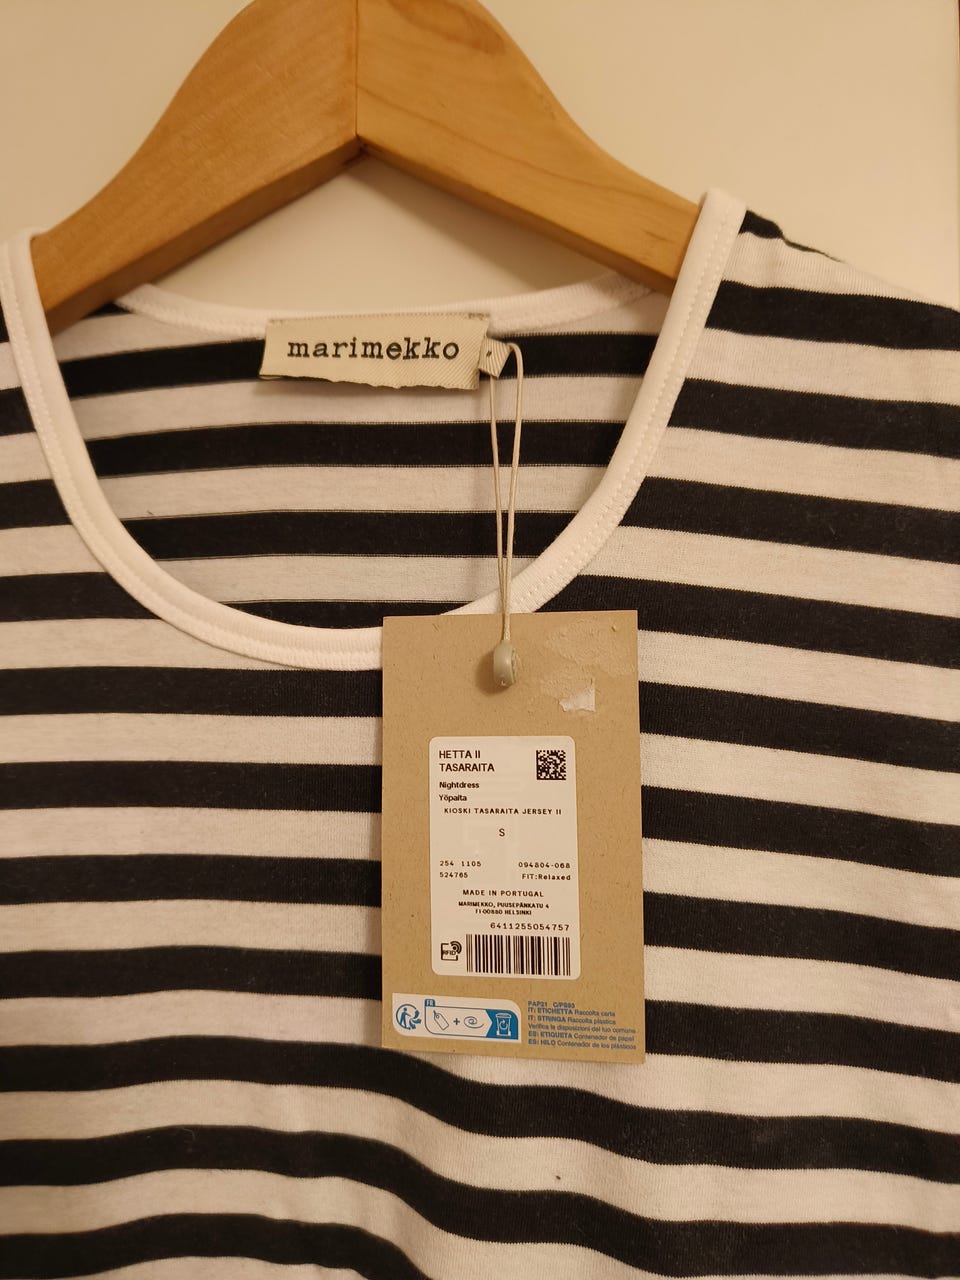 marimekko
HETTA II
TASARAITA
Nightdress
Yöpaita
KIOSKI TASARAITA JERSEY II
S
254 1105 094804-068
524765 FIT:Relaxed
MADE IN PORTUGAL
MARIMEKKO, PUUSEPÄNKATU 4
FI-00880 HELSINKI
6411255054757
RFID
FR
+
PAP21 C/PS93
IT: ETICHETTA Raccolta carta
IT: STRINGA Raccolta plastica
Verifica le disposizioni del tuo comune
ES: ETIQUETA Contenedor de papel
ES: HILO Contenedor de los plásticos